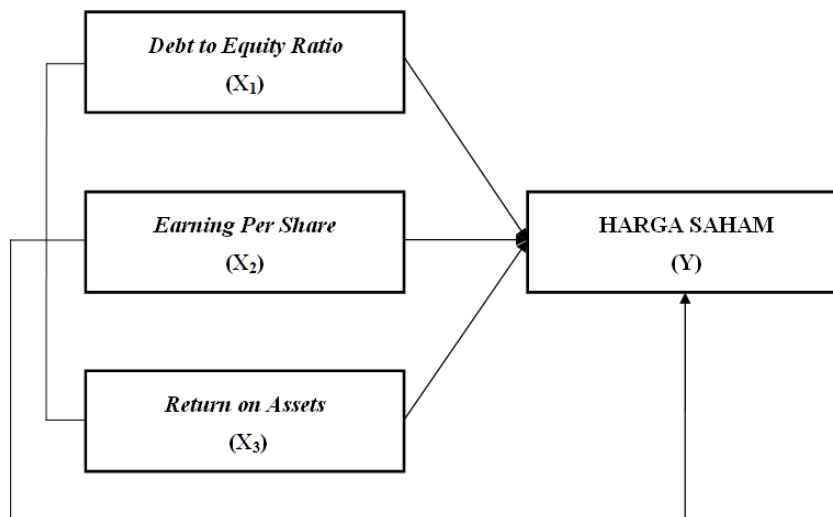 Debt to Equity Ratio
(X₁)
Earning Per Share
(X₂)
HARGA SAHAM
(Y)
Return on Assets
(X₃)